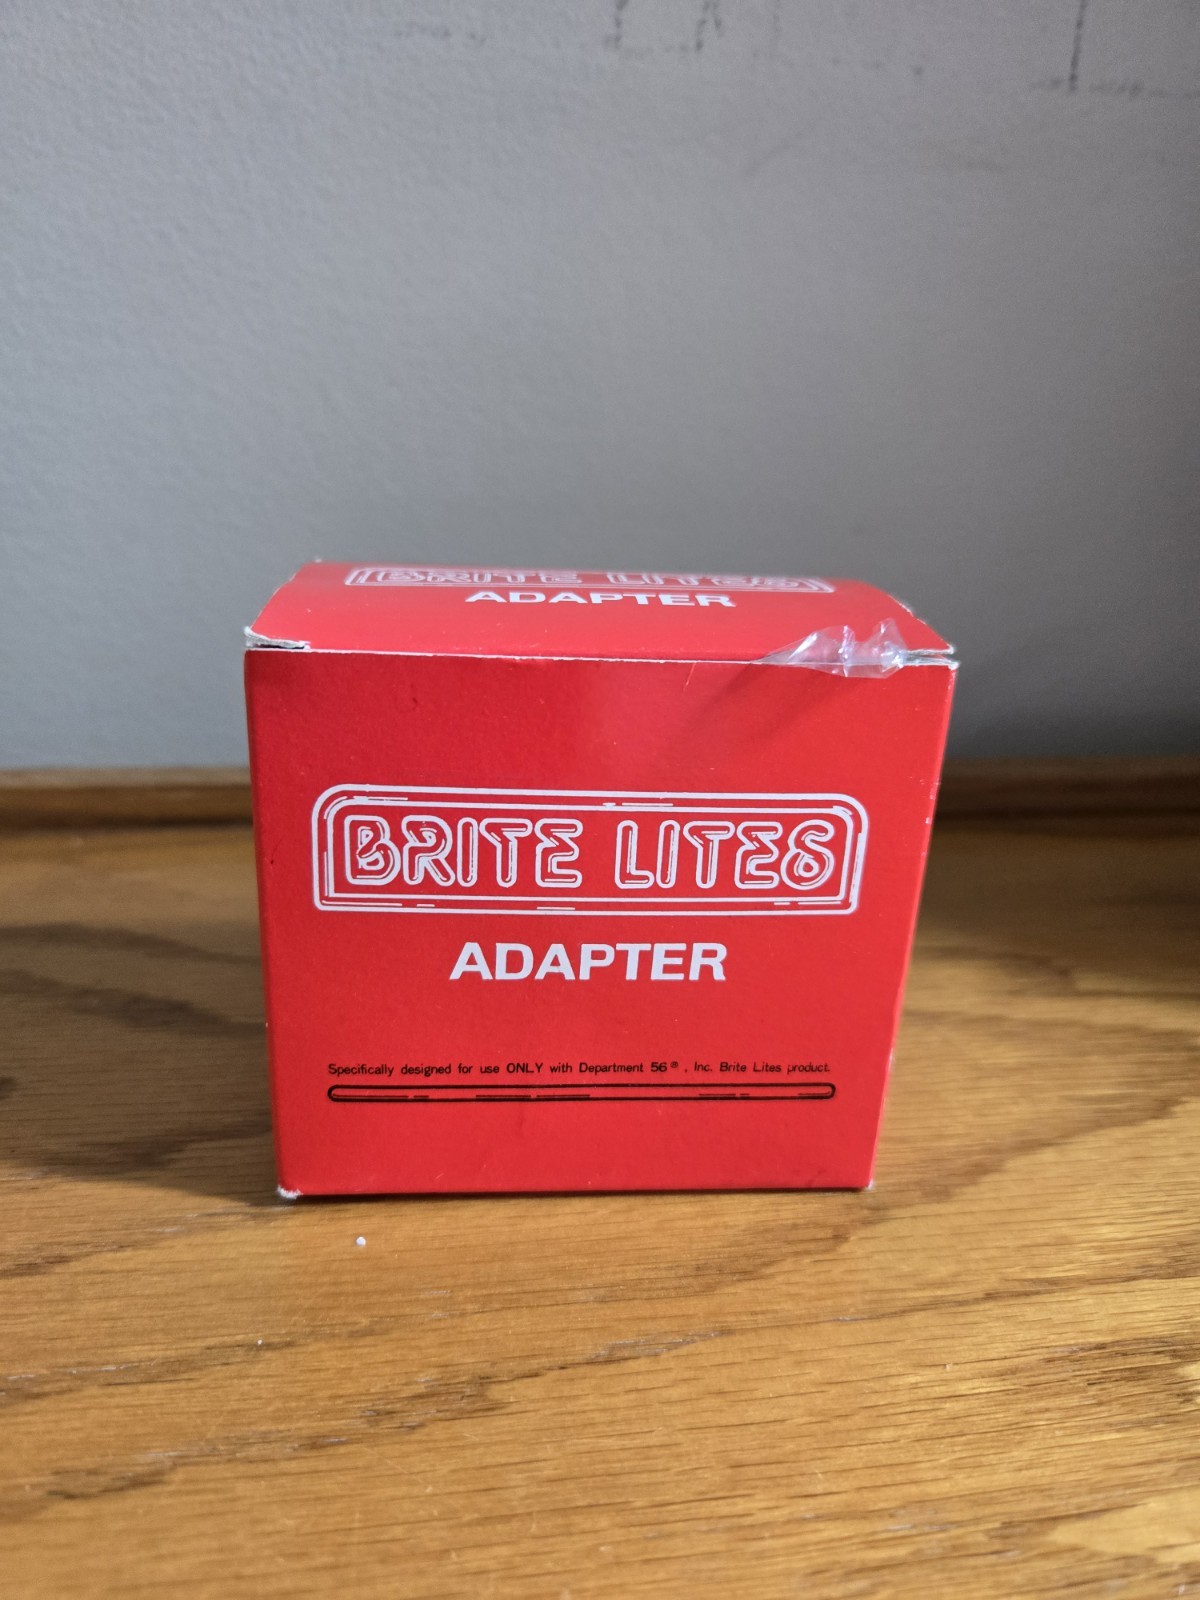 BRITE LITES
ADAPTER
BRITE LITES
ADAPTER
Specifically designed for use ONLY with Department 56®, Inc. Brite Lites product.